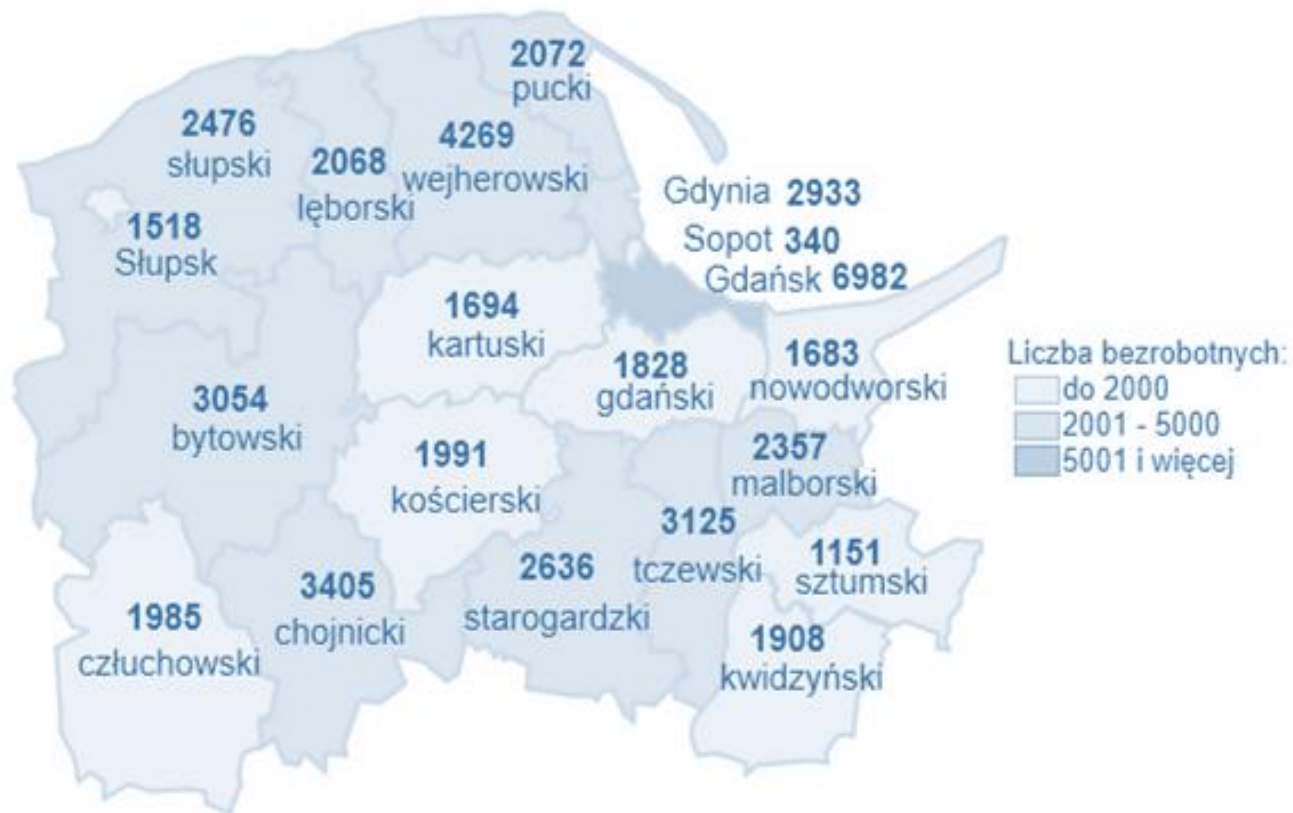 2072
pucki
2476
słupski
4269
wejherowski
2068
lęborski
Gdynia 2933
1518
Słupsk
Sopot 340
Gdańsk 6982
1694
kartuski
1828
gdański
1683
nowodworski
Liczba bezrobotnych:
do 2000
2001 - 5000
5001 i więcej
3054
bytowski
1991
kościerski
2357
malborski
3125
tczewski
1151
sztumski
3405
chojnicki
2636
starogardzki
1985
człuchowski
1908
kwidzyński